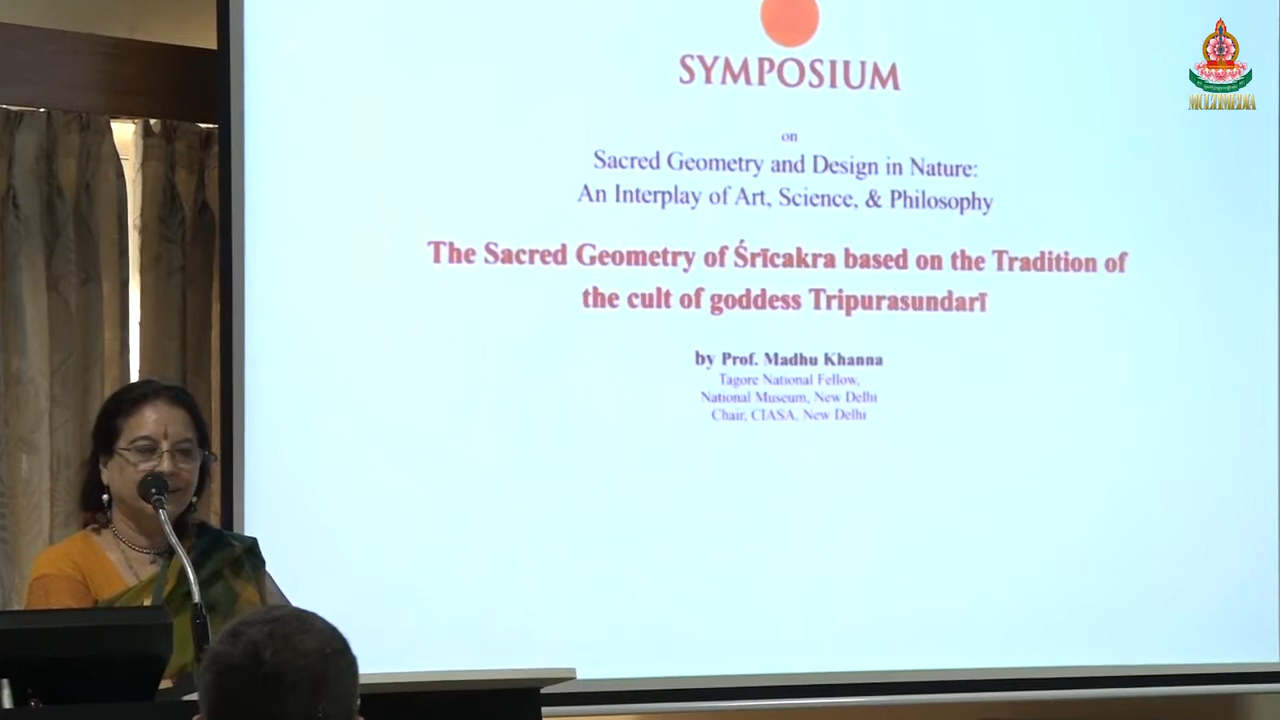 SYMPOSIUM
on
Sacred Geometry and Design in Nature:
An Interplay of Art, Science, & Philosophy
The Sacred Geometry of Śrīcakra based on the Tradition of
the cult of goddess Tripurasundarī
by Prof. Madhu Khanna
Tagore National Fellow,
National Museum, New Delhi
Chair, CIASA, New Delhi
MULTIMEDIA